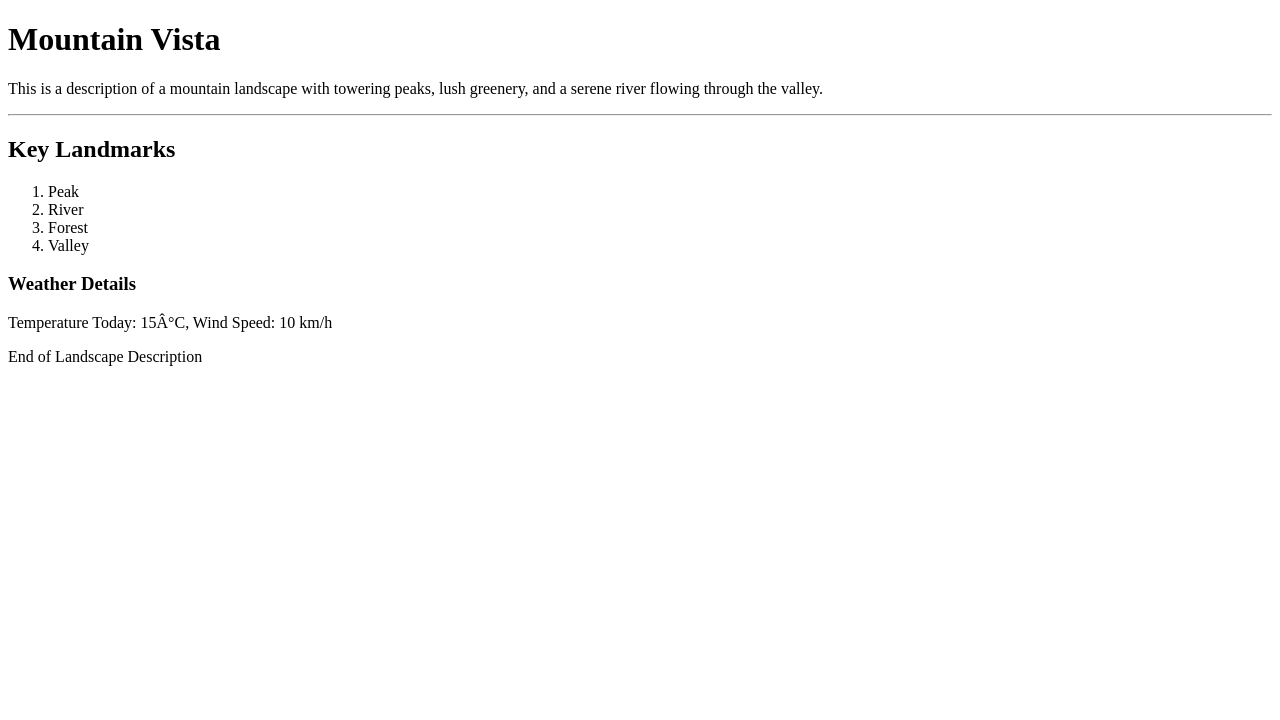 Mountain Vista
This is a description of a mountain landscape with towering peaks, lush greenery, and a serene river flowing through the valley.
Key Landmarks
1. Peak
2. River
3. Forest
4. Valley
Weather Details
Temperature Today: 15Â°C, Wind Speed: 10 km/h
End of Landscape Description